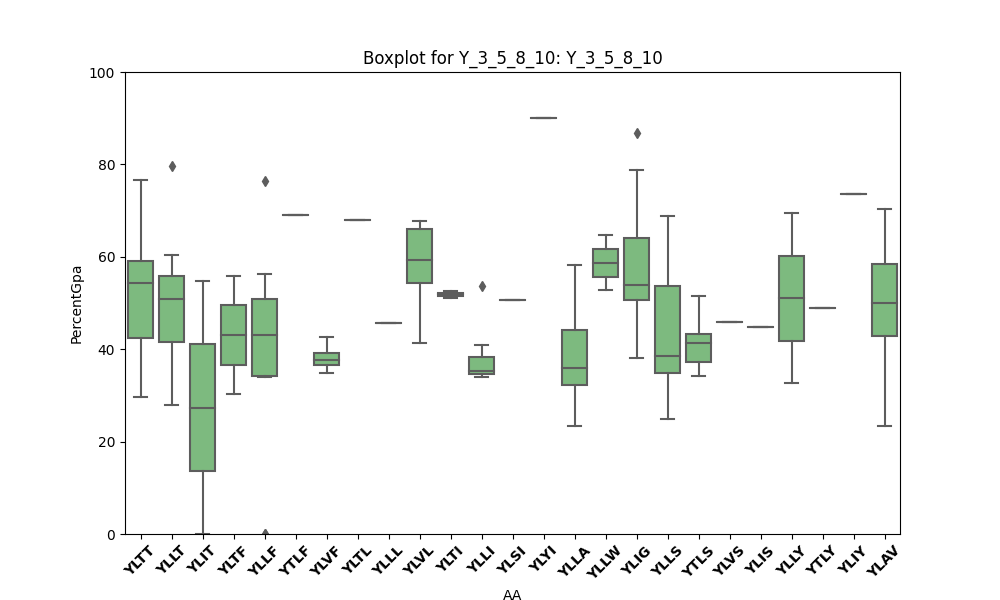 Boxplot for Y_3_5_8_10: Y_3_5_8_10
100
80
60
40
20
0
PercentGpa
YLTT YLLT YLIT YLTF YLLF YTLF YLVF YLTL YLLL YLVL YLTI YLLI YLSI YLYI YLLA YLLW YLIG YLLS YTLS YLVS YLIS YLLY YTLY YLIY YLAV
AA